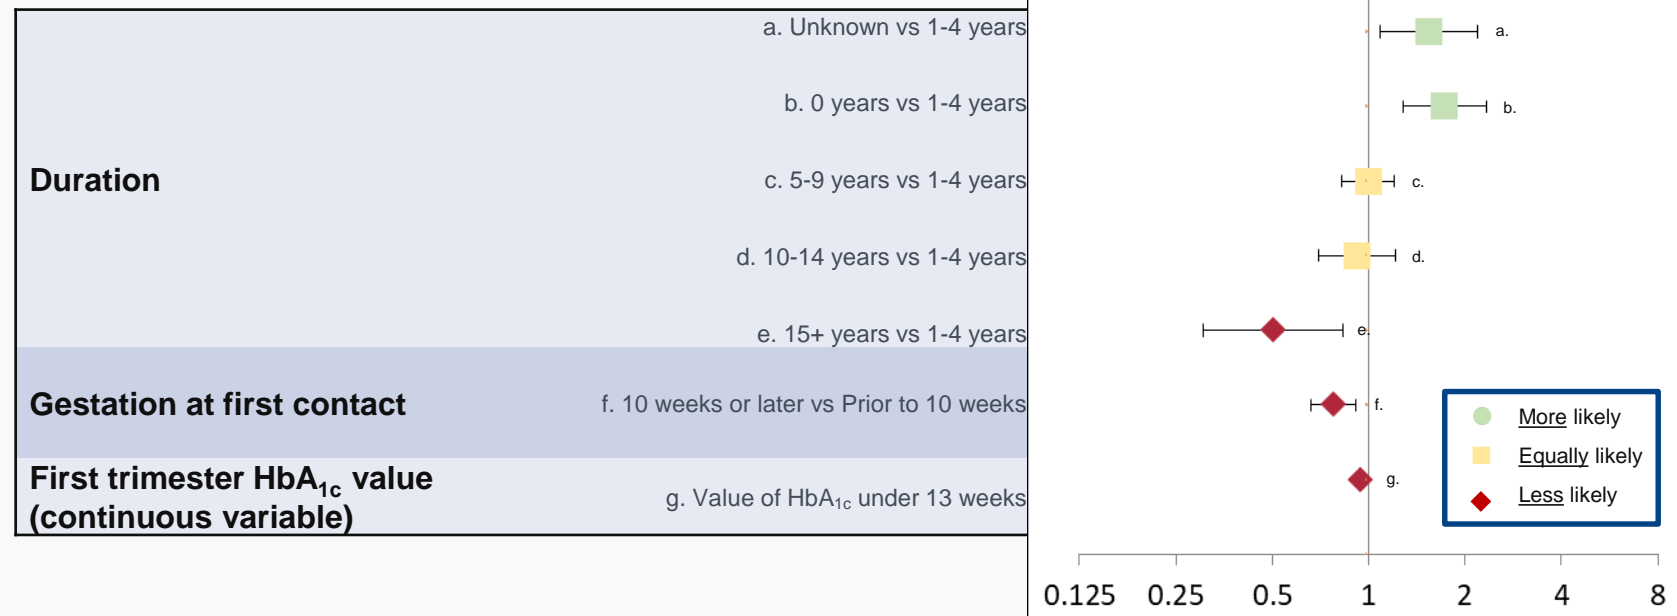 a. Unknown vs 1-4 years
b. 0 years vs 1-4 years
Duration
c. 5-9 years vs 1-4 years
d. 10-14 years vs 1-4 years
e. 15+ years vs 1-4 years
Gestation at first contact
f. 10 weeks or later vs Prior to 10 weeks
First trimester HbA1c value
(continuous variable)
g. Value of HbA1c under 13 weeks
a.
b.
c.
d.
e.
f.
g.
More likely
Equally likely
Less likely
0.125 0.25 0.5 1 2 4 8